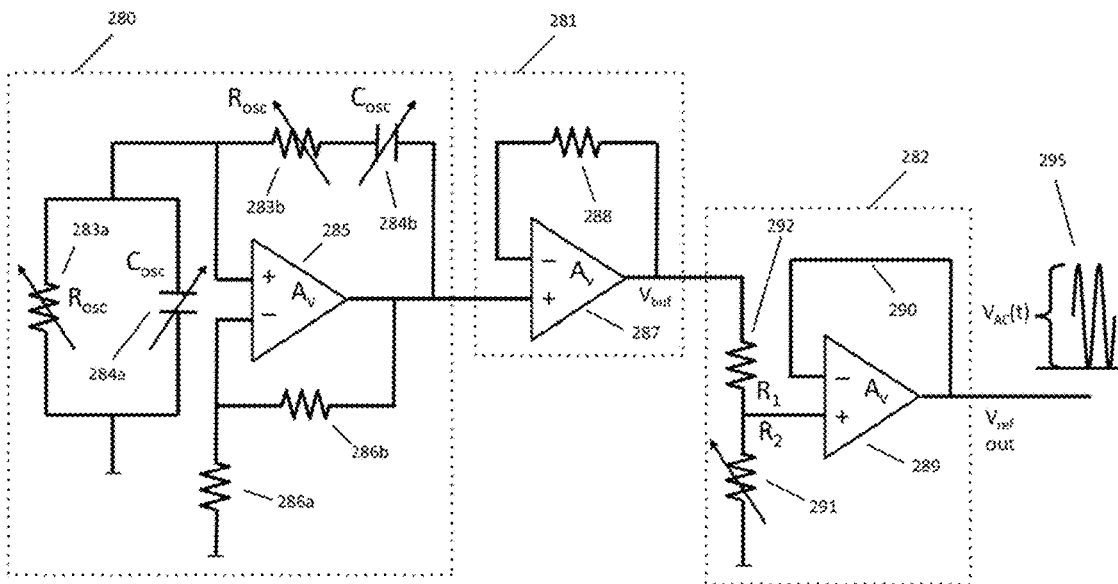 280
281
282
295
R_osc
C_osc
283b
284b
288
292
283a
R_osc
C_osc
284a
285
+
A_v
−
286b
286a
−
A_v
+
V_buf
287
290
R_1
R_2
−
A_v
+
289
291
V_AC(t)
V_ref
out